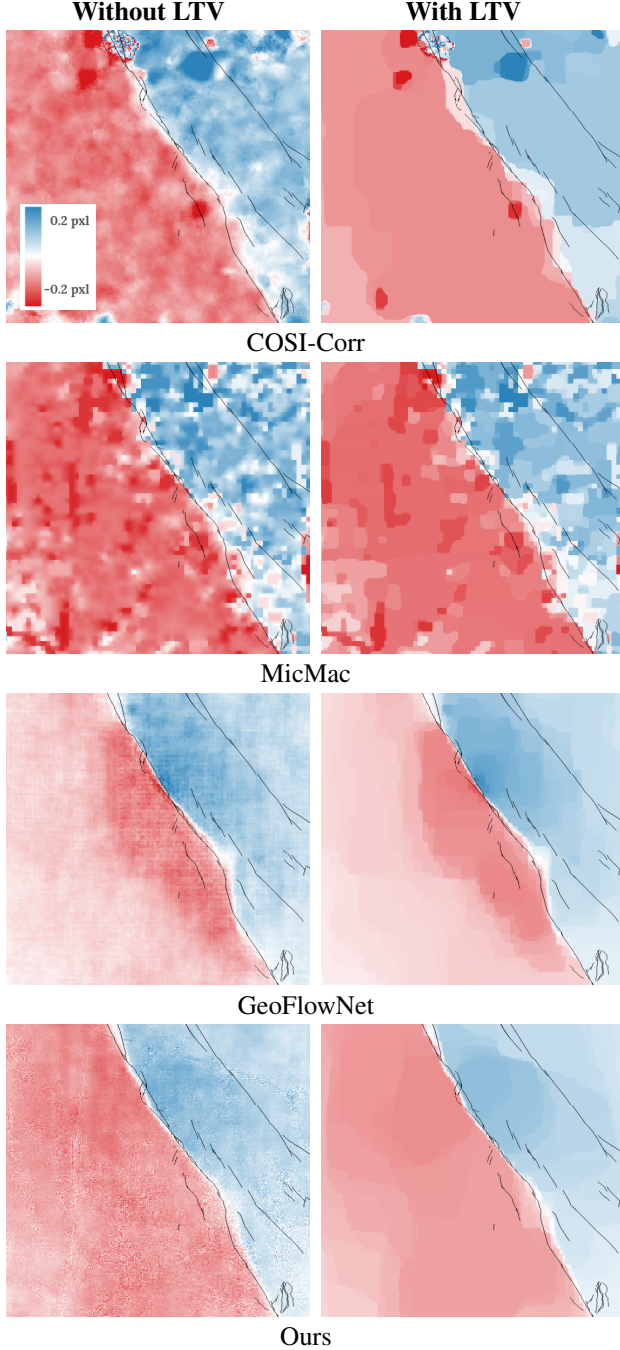 Without LTV
With LTV
0.2 pxl
-0.2 pxl
COSI-Corr
MicMac
GeoFlowNet
Ours